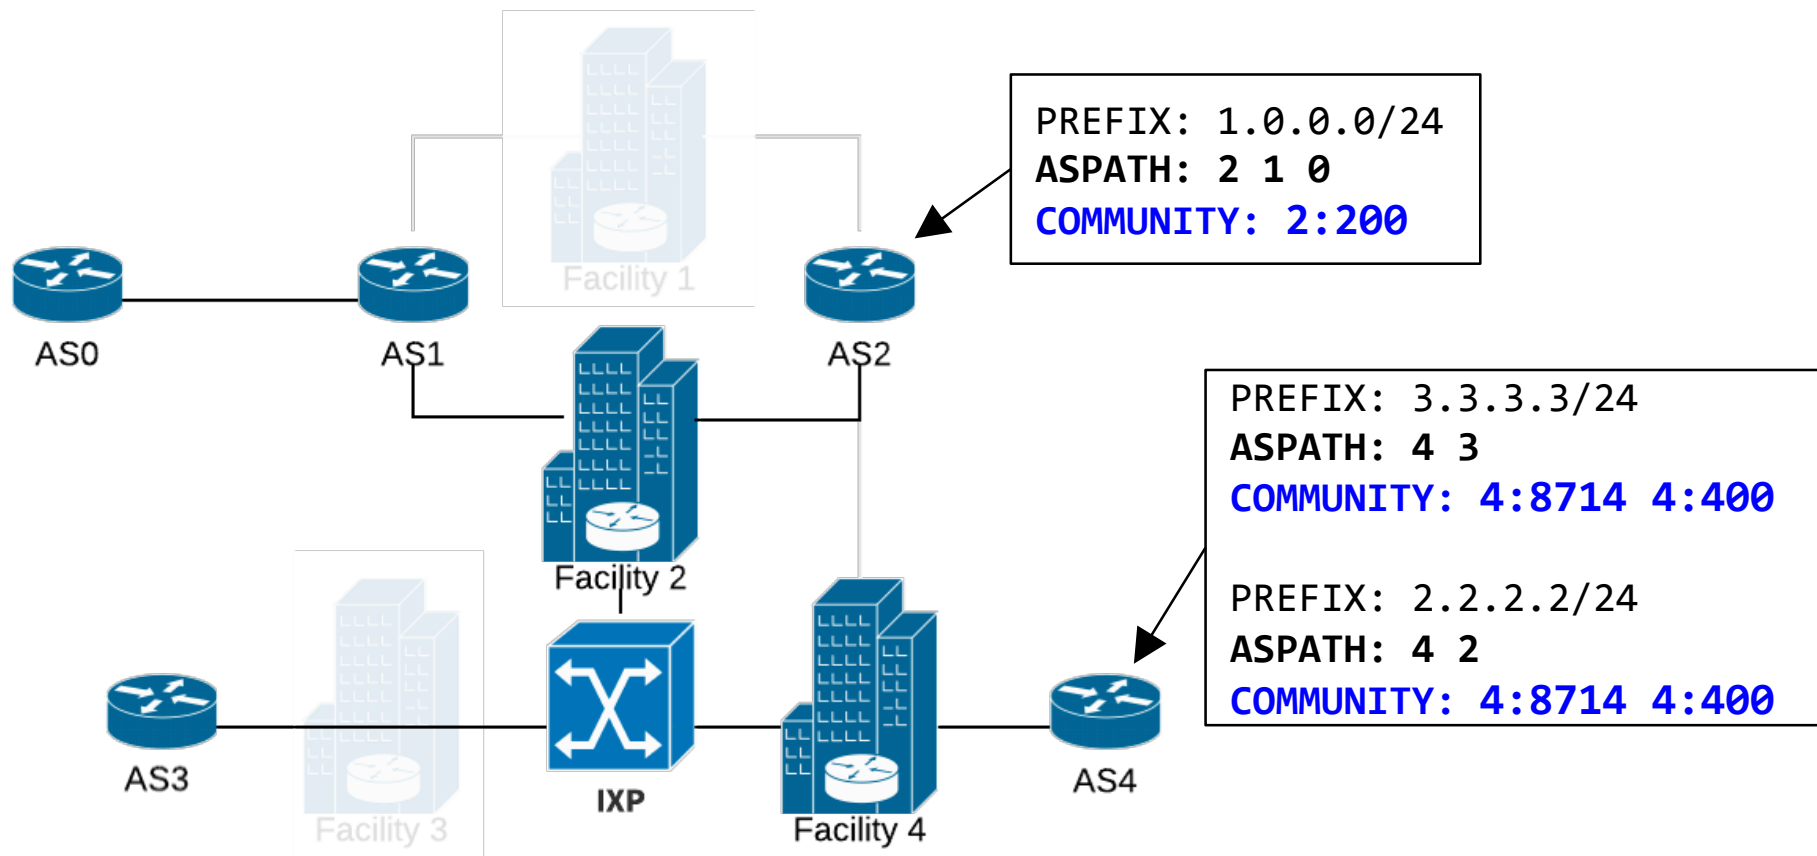 Facility 1
PREFIX: 1.0.0.0/24
ASPATH: 2 1 0
COMMUNITY: 2:200
AS0
AS1
AS2
PREFIX: 3.3.3.3/24
ASPATH: 4 3
COMMUNITY: 4:8714 4:400
PREFIX: 2.2.2.2/24
ASPATH: 4 2
COMMUNITY: 4:8714 4:400
Facility 2
AS3
Facility 3
IXP
Facility 4
AS4